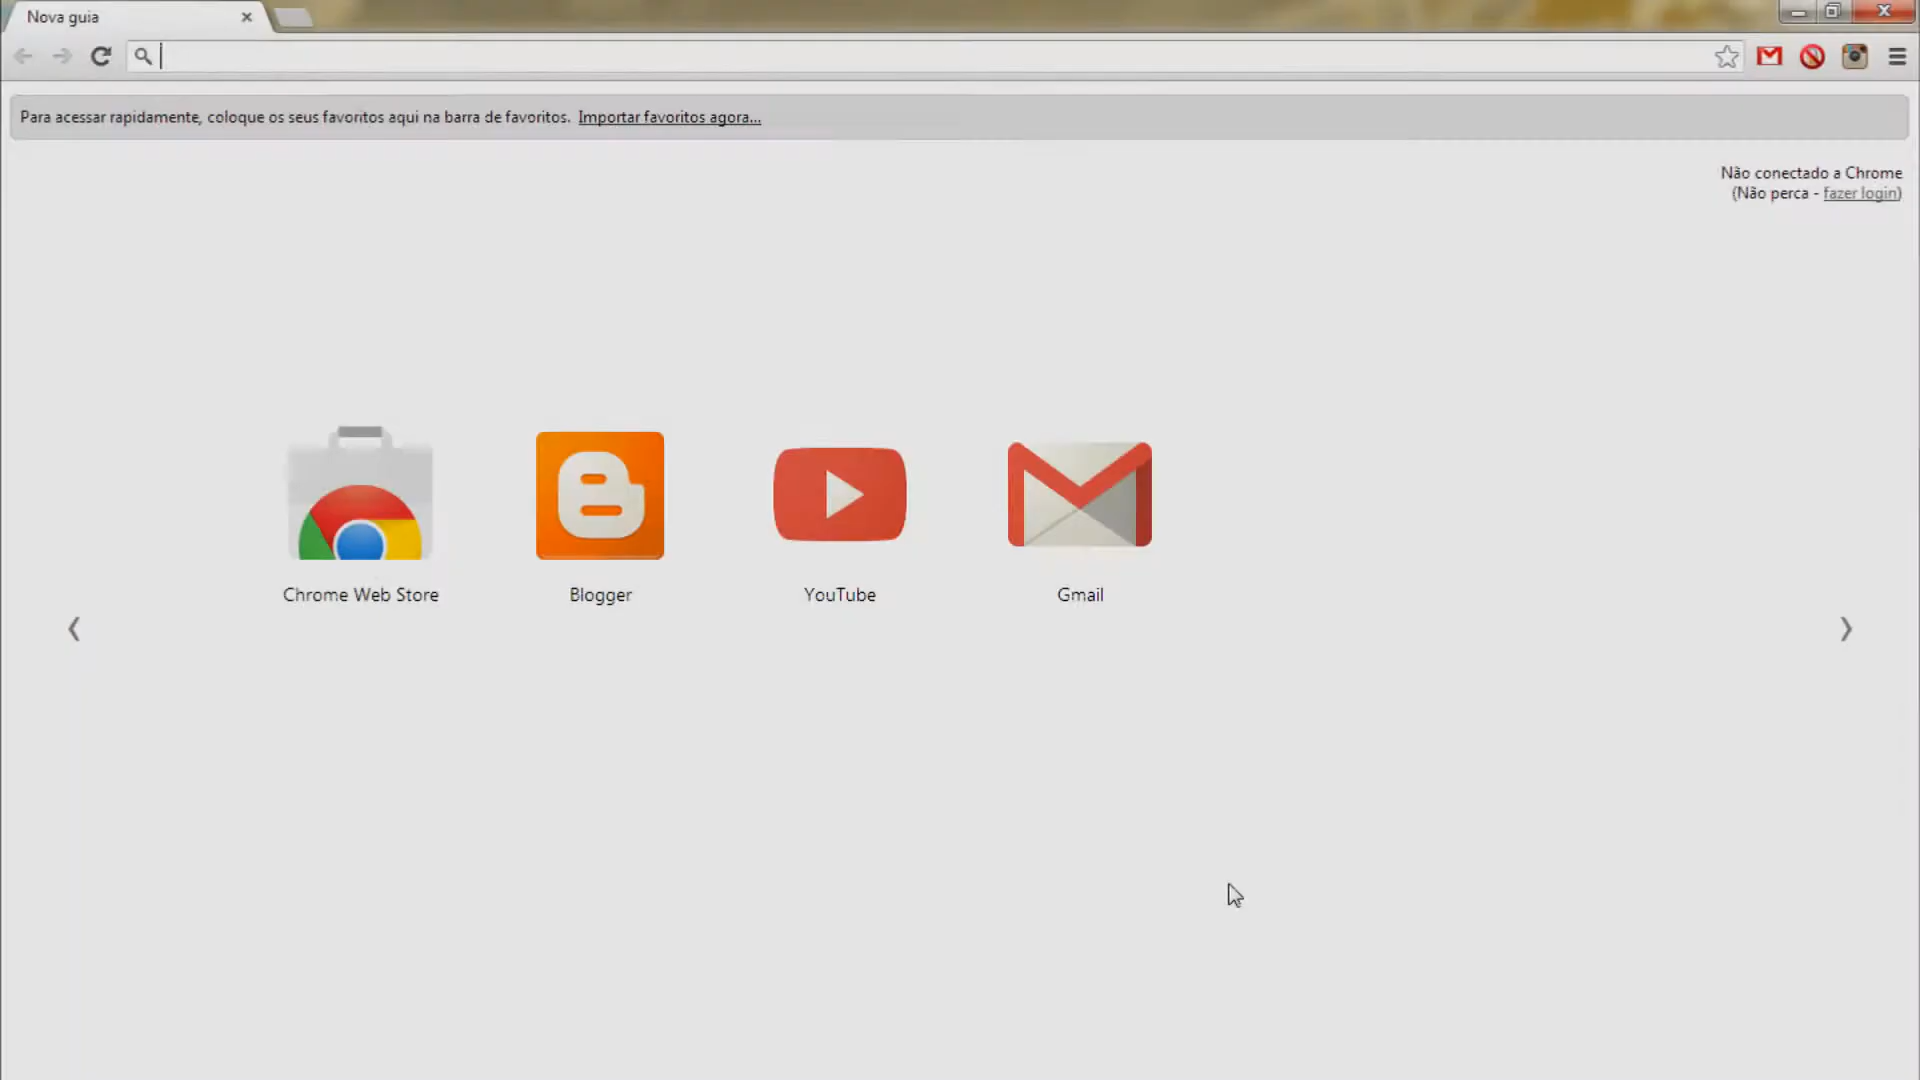 Nova guia
Para acessar rapidamente, coloque os seus favoritos aqui na barra de favoritos. Importar favoritos agora...
Não conectado a Chrome
(Não perca - fazer login)
Chrome Web Store
Blogger
YouTube
Gmail